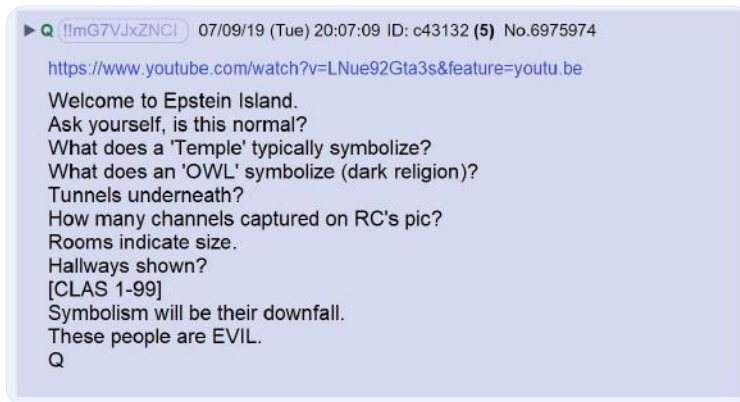 ▶ Q !!mG7VJxZNCI 07/09/19 (Tue) 20:07:09 ID: c43132 (5) No.6975974
https://www.youtube.com/watch?v=LNue92Gta3s&feature=youtu.be
Welcome to Epstein Island.
Ask yourself, is this normal?
What does a 'Temple' typically symbolize?
What does an 'OWL' symbolize (dark religion)?
Tunnels underneath?
How many channels captured on RC's pic?
Rooms indicate size.
Hallways shown?
[CLAS 1-99]
Symbolism will be their downfall.
These people are EVIL.
Q